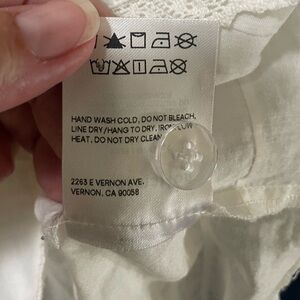 HAND WASH COLD, DO NOT BLEACH,
LINE DRY/HANG TO DRY, IRON LOW
HEAT, DO NOT DRY CLEAN
2263 E VERNON AVE.
VERNON, CA 90058